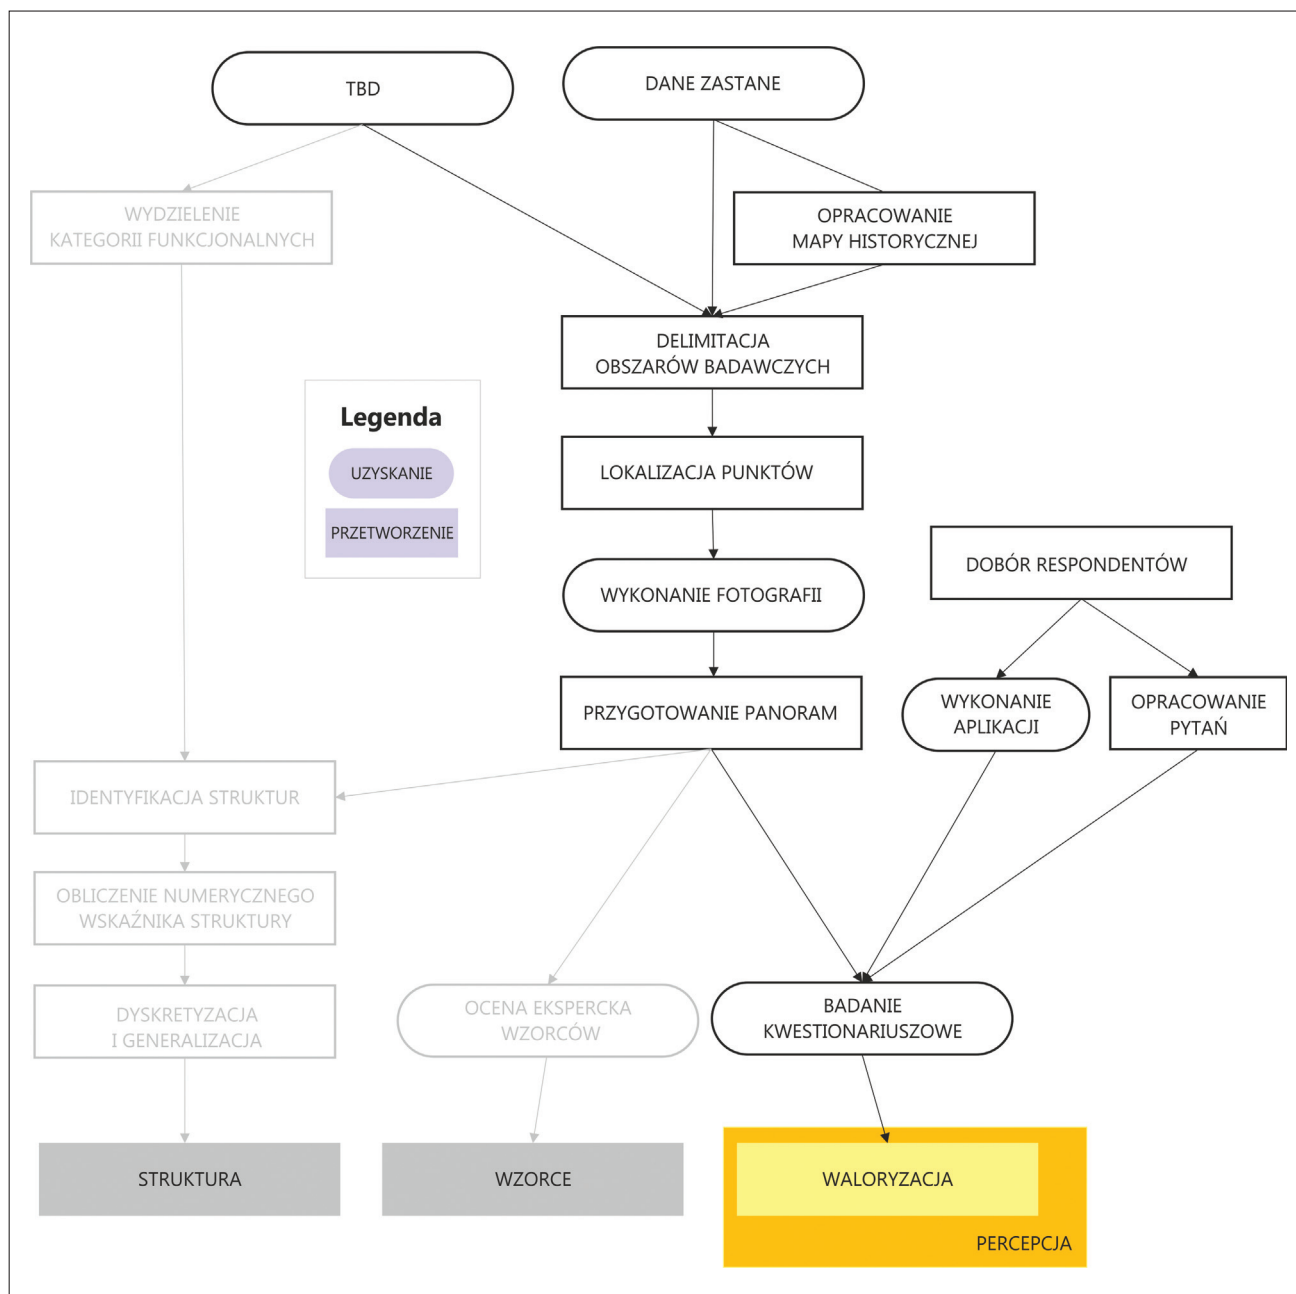 TBD
DANE ZASTANE
WYDZIELENIE
KATEGORII FUNKCJONALNYCH
OPRACOWANIE
MAPY HISTORYCZNEJ
DELIMITACJA
OBSZARÓW BADAWCZYCH
Legenda
UZYSKANIE
PRZETWORZENIE
LOKALIZACJA PUNKTÓW
WYKONANIE FOTOGRAFII
DOBÓR RESPONDENTÓW
PRZYGOTOWANIE PANORAM
WYKONANIE
APLIKACJI
OPRACOWANIE
PYTAŃ
IDENTYFIKACJA STRUKTUR
OBLICZENIE NUMERYCZNEGO
WSKAŹNIKA STRUKTURY
DYSKRETYZACJA
I GENERALIZACJA
OCENA EKSPERCKA
WZORCÓW
BADANIE
KWESTIONARIUSZOWE
STRUKTURA
WZORCE
WALORYZACJA
PERCEPCJA